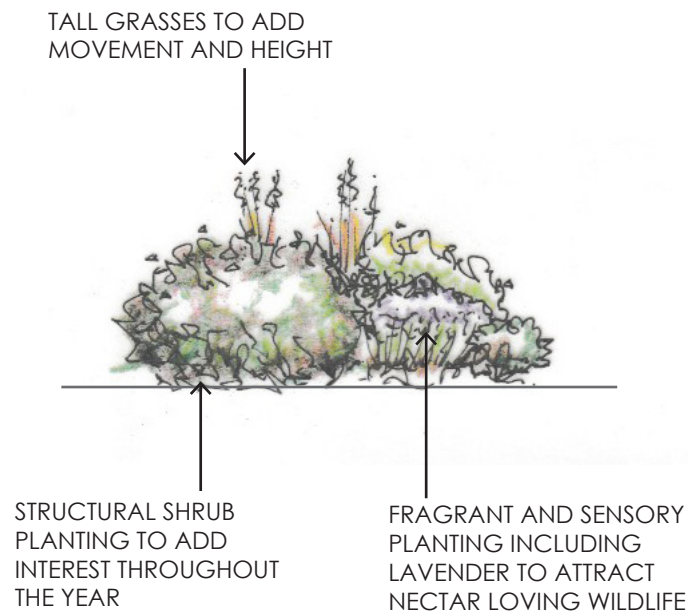 TALL GRASSES TO ADD
MOVEMENT AND HEIGHT
STRUCTURAL SHRUB
PLANTING TO ADD
INTEREST THROUGHOUT
THE YEAR
FRAGRANT AND SENSORY
PLANTING INCLUDING
LAVENDER TO ATTRACT
NECTAR LOVING WILDLIFE